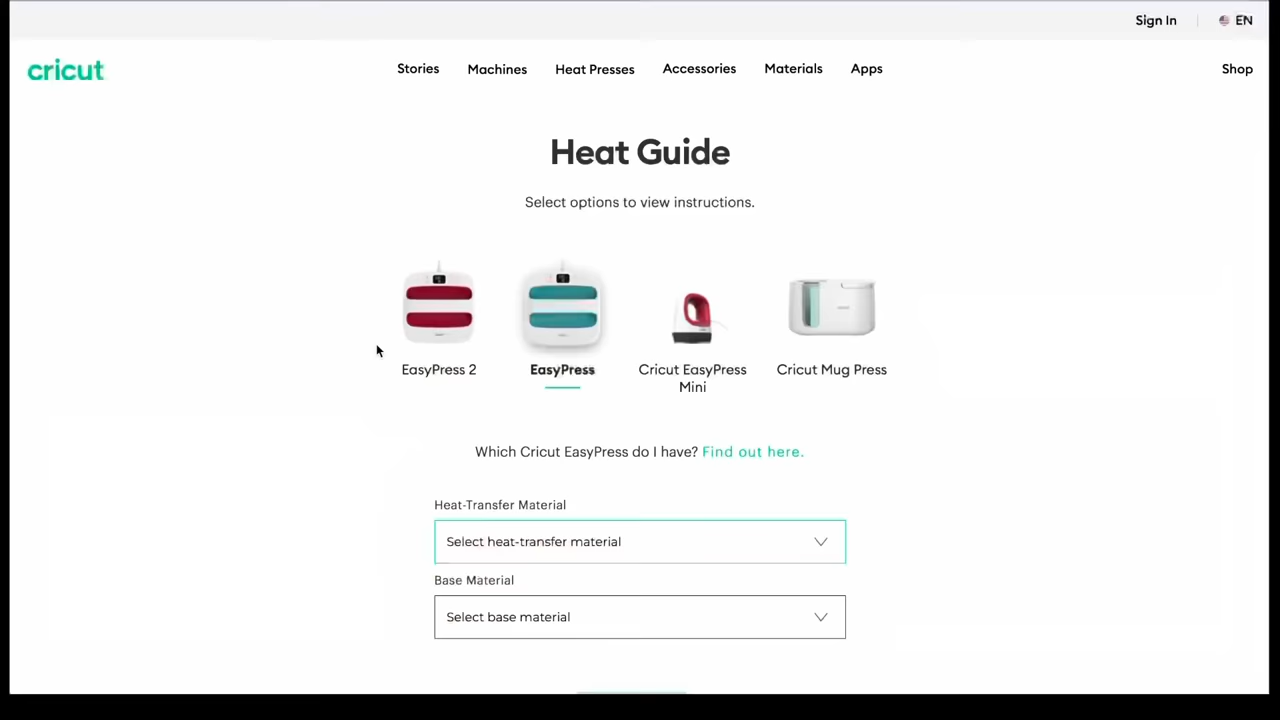 Sign In EN
cricut Stories Machines Heat Presses Accessories Materials Apps Shop
Heat Guide
Select options to view instructions.
EasyPress 2 EasyPress Cricut EasyPress Mini Cricut Mug Press
Which Cricut EasyPress do I have? Find out here.
Heat-Transfer Material
Select heat-transfer material
Base Material
Select base material